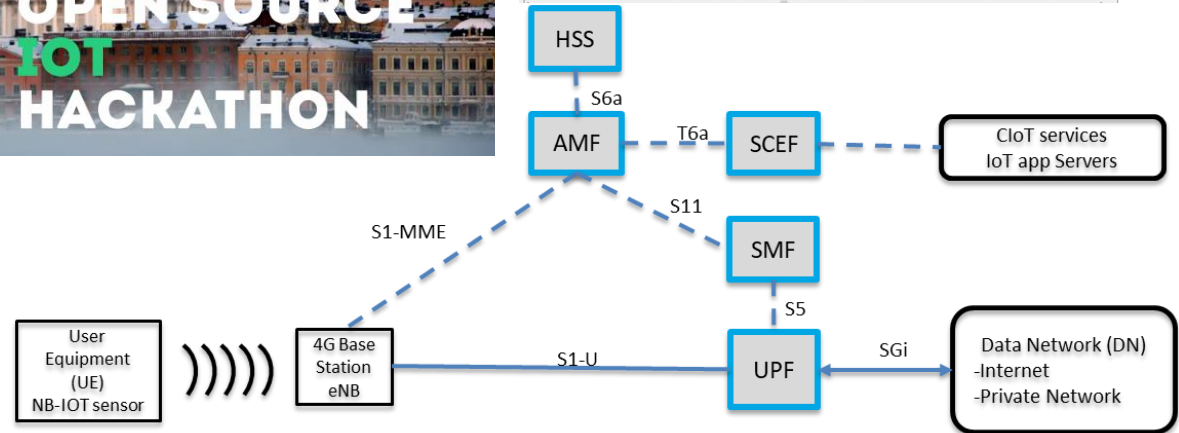 OPEN SOURCE
IOT
HACKATHON
HSS
S6a
AMF
T6a
SCEF
CIoT services
IoT app Servers
S1-MME
S11
SMF
S5
User
Equipment
(UE)
NB-IOT sensor
4G Base
Station
eNB
S1-U
UPF
SGi
Data Network (DN)
-Internet
-Private Network